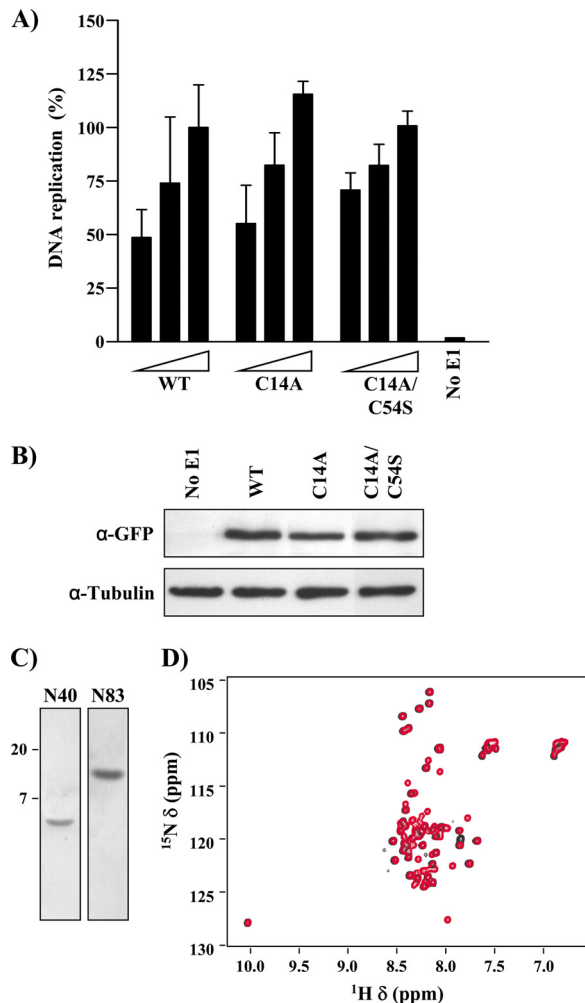 A)
150
125
100
75
50
25
0
DNA replication (%)
WT
C14A
C14A/
C54S
No E1
B)
No E1
WT
C14A
C14A/
C54S
α-GFP
α-Tubulin
C)
N40 N83
20
7
D)
105
110
115
120
125
130
15N δ (ppm)
10.0 9.5 9.0 8.5 8.0 7.5 7.0
1H δ (ppm)